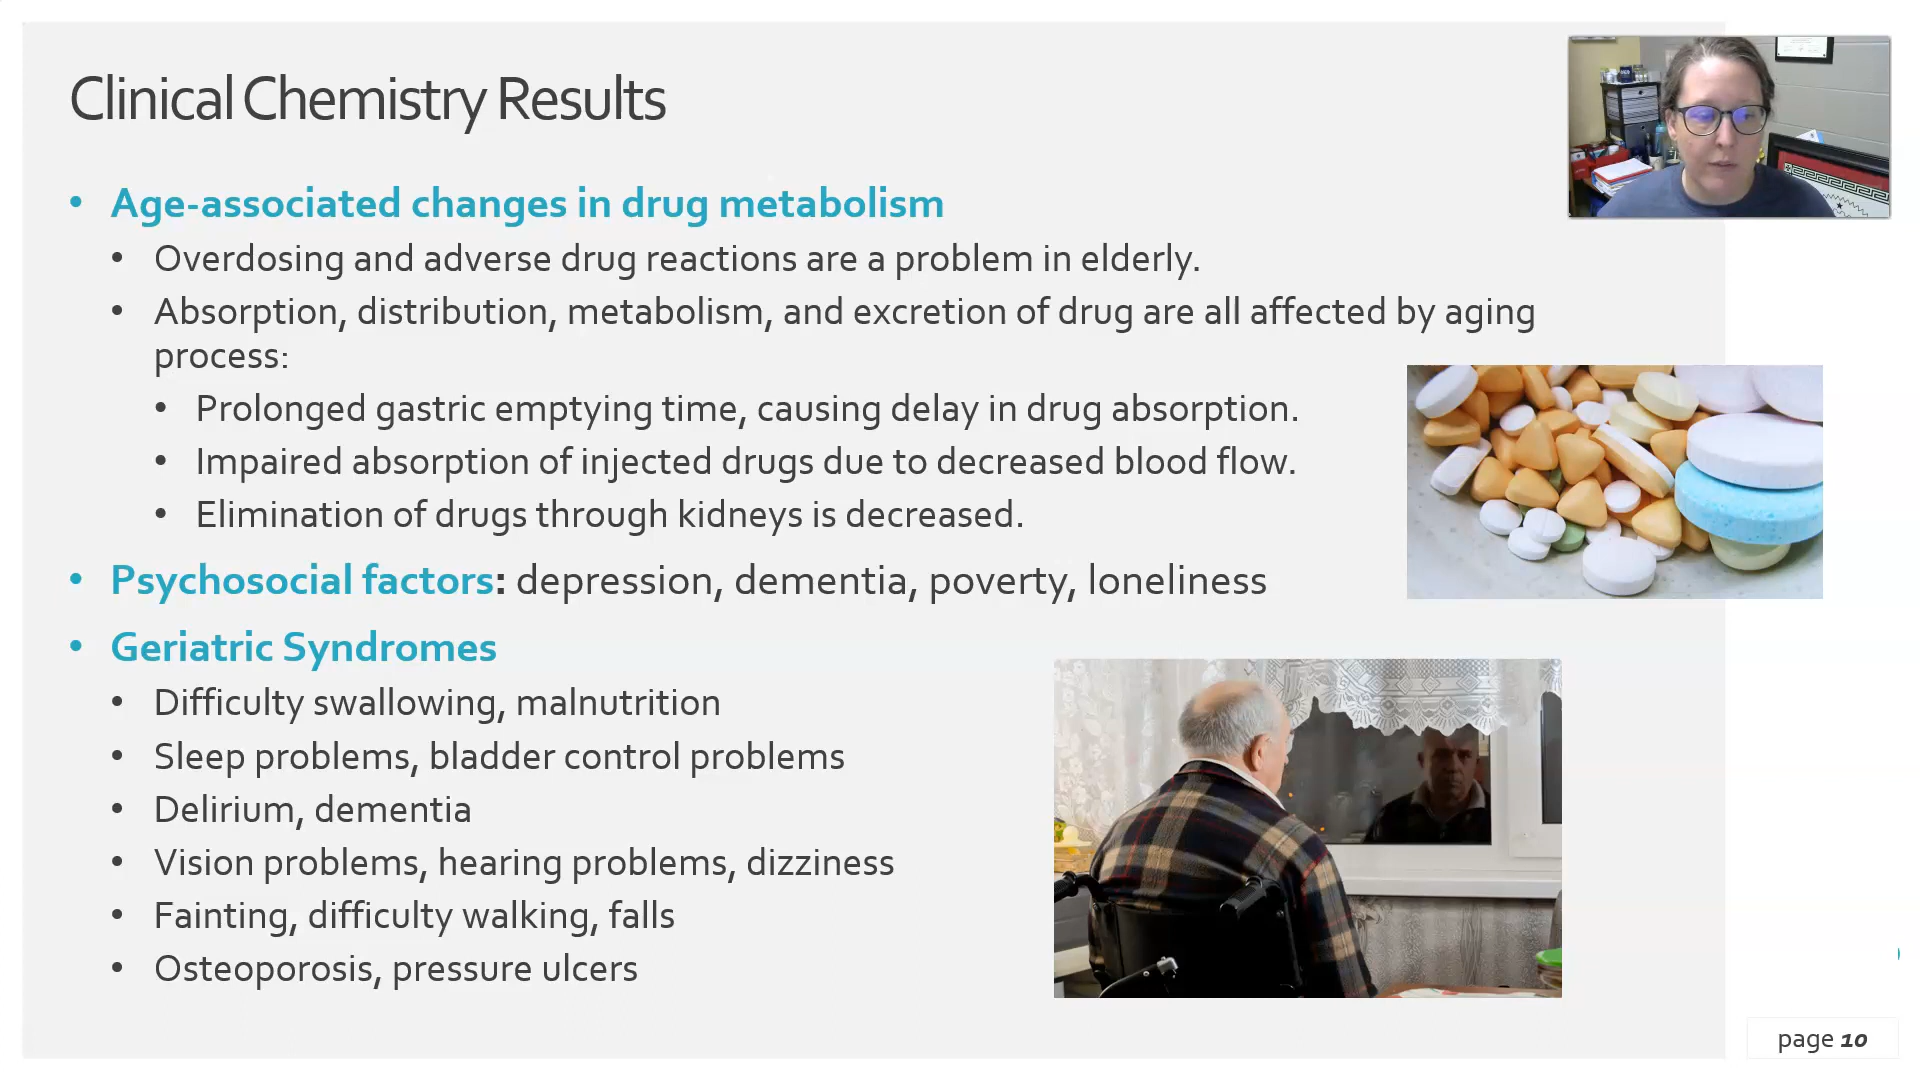 Clinical Chemistry Results
• Age-associated changes in drug metabolism
• Overdosing and adverse drug reactions are a problem in elderly.
• Absorption, distribution, metabolism, and excretion of drug are all affected by aging
process:
• Prolonged gastric emptying time, causing delay in drug absorption.
• Impaired absorption of injected drugs due to decreased blood flow.
• Elimination of drugs through kidneys is decreased.
• Psychosocial factors: depression, dementia, poverty, loneliness
• Geriatric Syndromes
• Difficulty swallowing, malnutrition
• Sleep problems, bladder control problems
• Delirium, dementia
• Vision problems, hearing problems, dizziness
• Fainting, difficulty walking, falls
• Osteoporosis, pressure ulcers
page 10